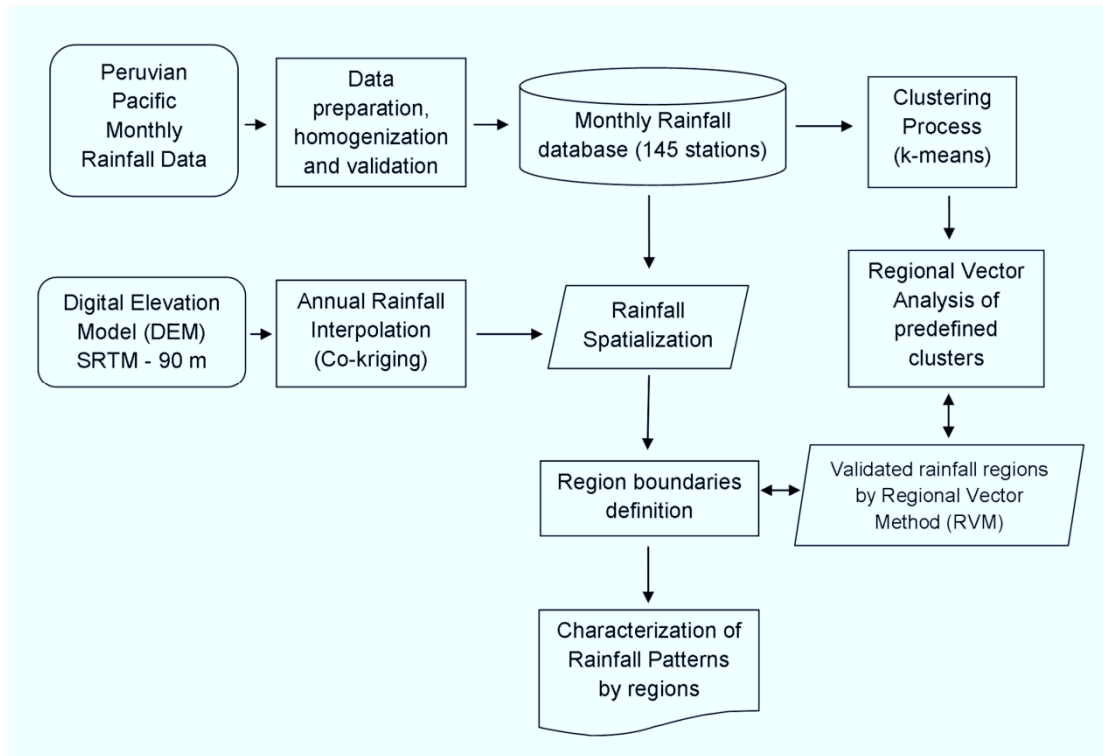 Peruvian
Pacific
Monthly
Rainfall Data
Data
preparation,
homogenization
and validation
Monthly Rainfall
database (145 stations)
Clustering
Process
(k-means)
Digital Elevation
Model (DEM)
SRTM - 90 m
Annual Rainfall
Interpolation
(Co-kriging)
Rainfall
Spatialization
Regional Vector
Analysis of
predefined
clusters
Region boundaries
definition
Validated rainfall regions
by Regional Vector
Method (RVM)
Characterization of
Rainfall Patterns
by regions